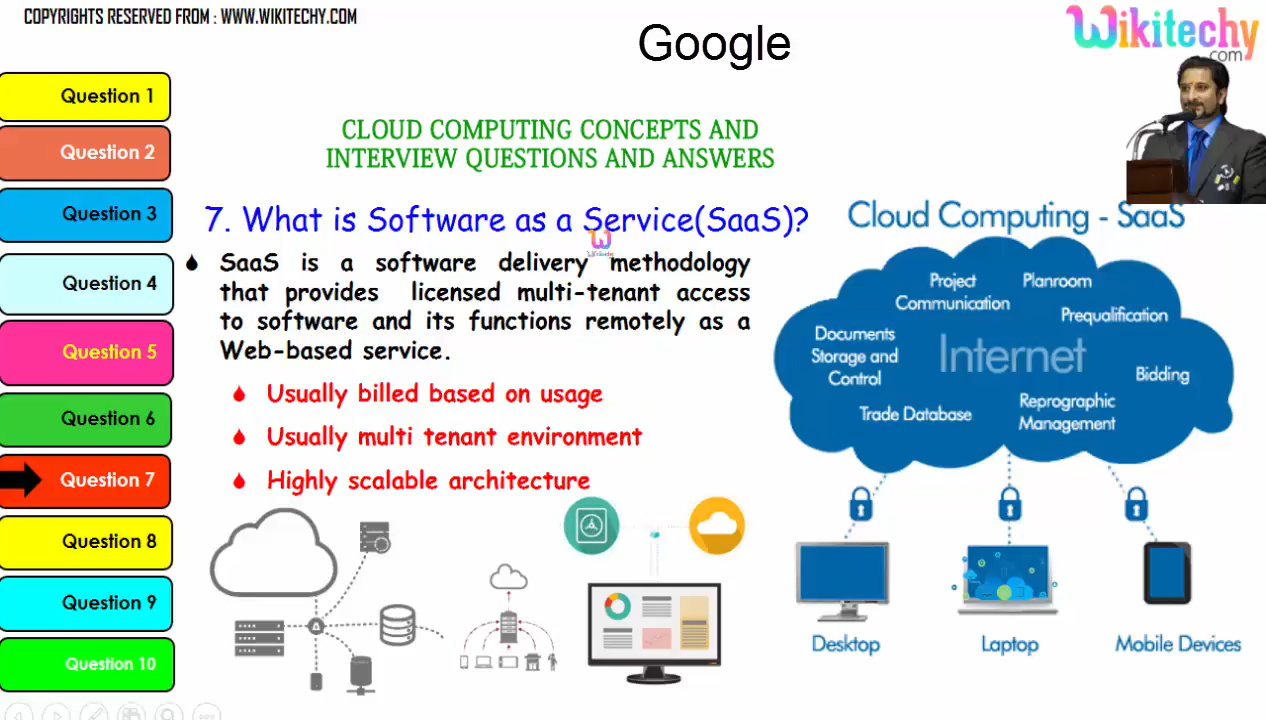 COPYRIGHTS RESERVED FROM : WWW.WIKITECHY.COM
Google
Wikitechy
.com
Question 1
Question 2
Question 3
Question 4
Question 5
Question 6
Question 7
Question 8
Question 9
Question 10
CLOUD COMPUTING CONCEPTS AND
INTERVIEW QUESTIONS AND ANSWERS
7. What is Software as a Service(SaaS)?
SaaS is a software delivery methodology
that provides licensed multi-tenant access
to software and its functions remotely as a
Web-based service.
Usually billed based on usage
Usually multi tenant environment
Highly scalable architecture
Cloud Computing - SaaS
Project
Communication
Planroom
Prequalification
Documents
Storage and
Control
Internet
Bidding
Trade Database
Reprographic
Management
Desktop
Laptop
Mobile Devices